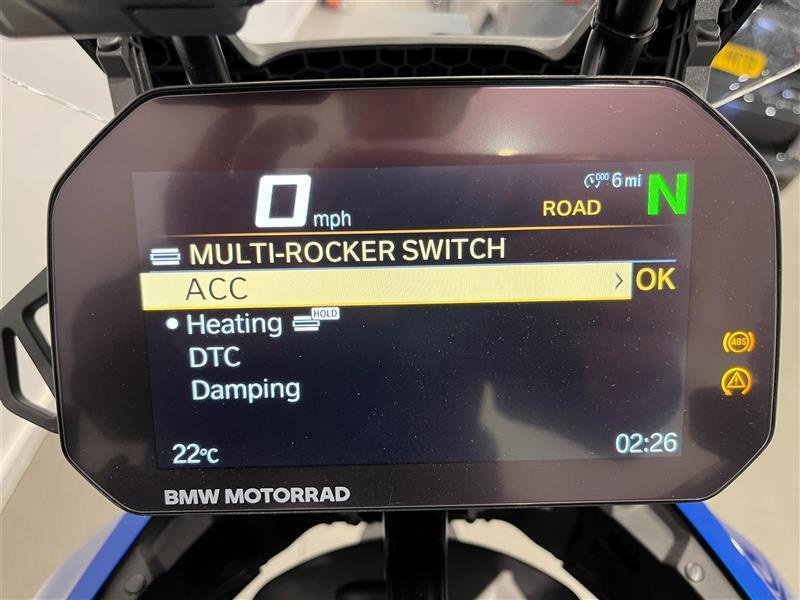 0 mph
000 6 mi
ROAD
N
MULTI-ROCKER SWITCH
ACC > OK
• Heating HOLD
DTC
Damping
ABS
22°C
02:26
BMW MOTORRAD